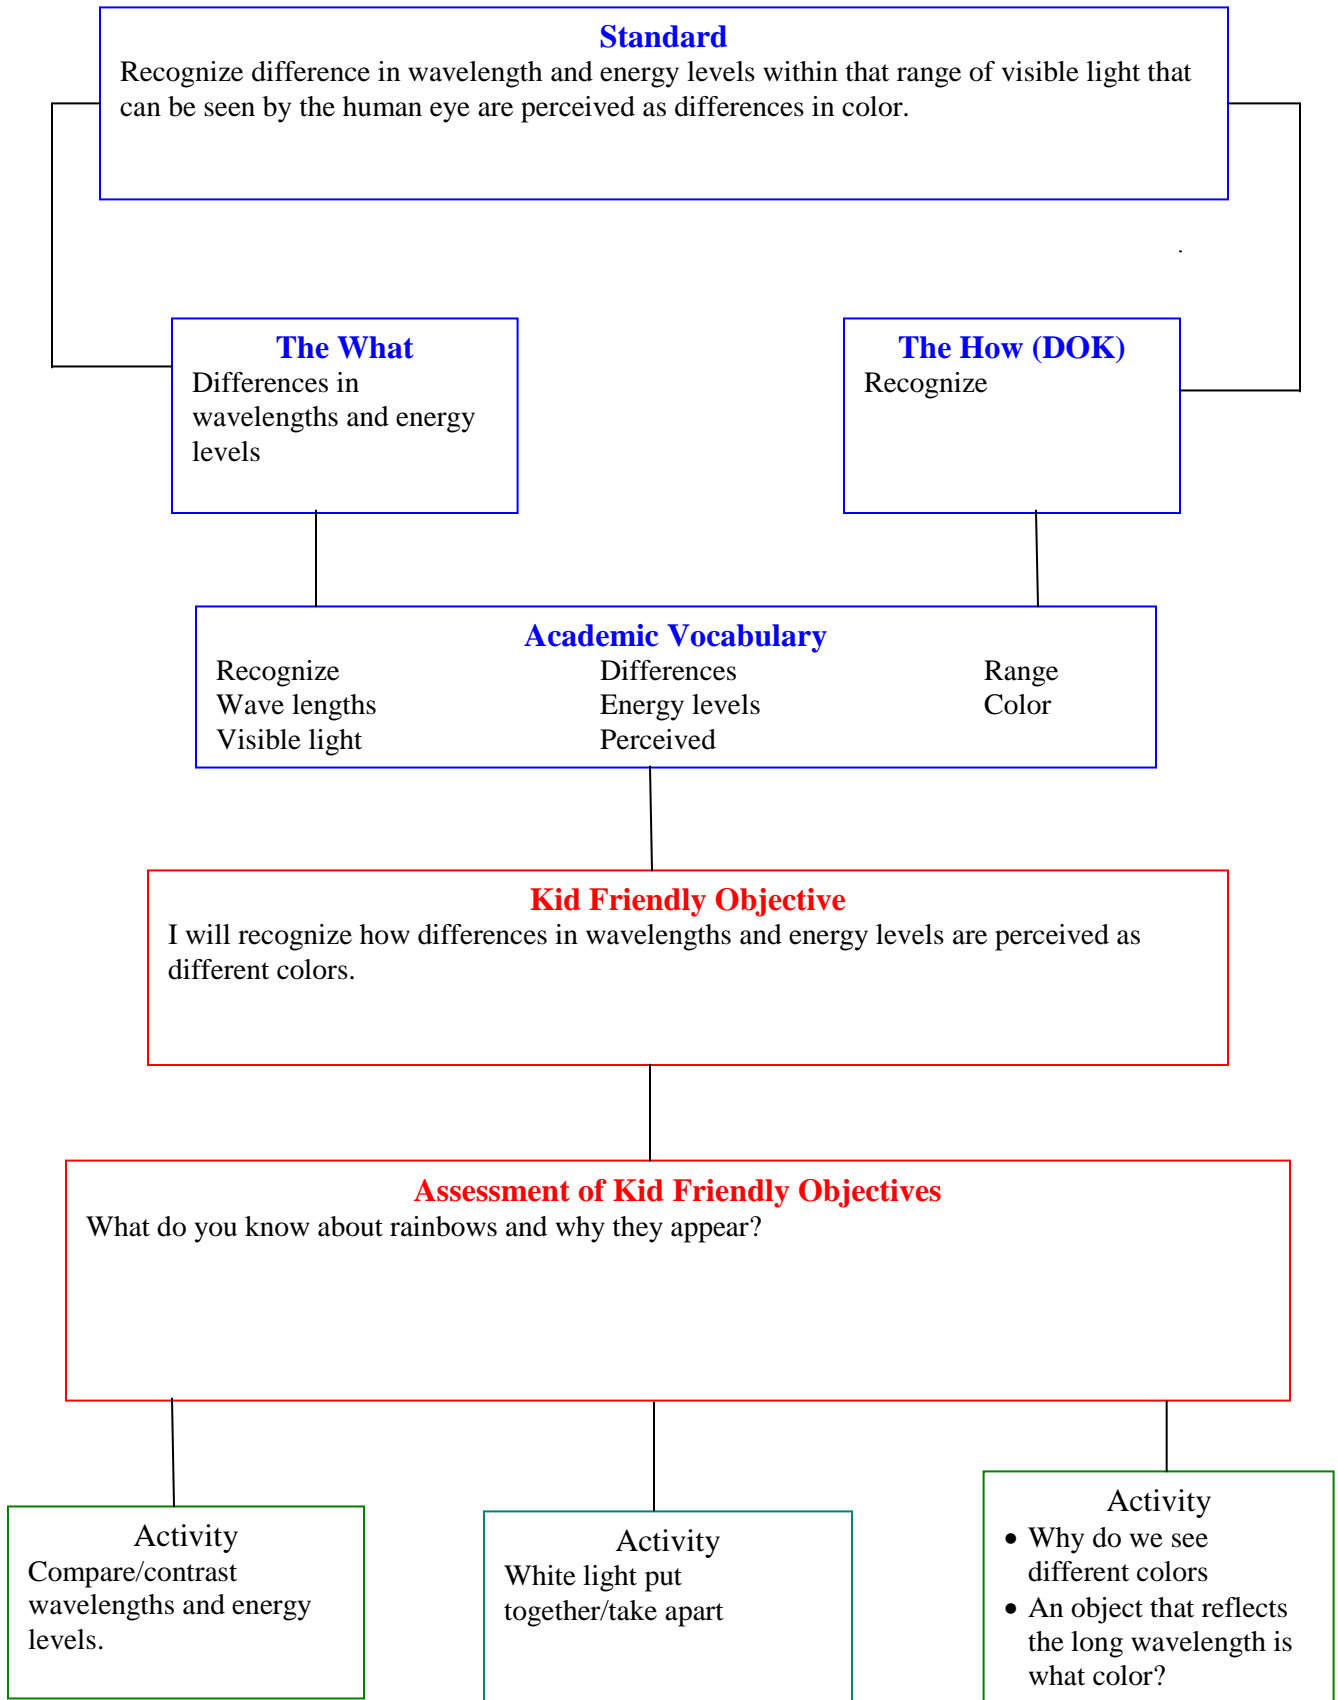 Standard
Recognize difference in wavelength and energy levels within that range of visible light that
can be seen by the human eye are perceived as differences in color.
The What
Differences in
wavelengths and energy
levels
The How (DOK)
Recognize
Academic Vocabulary
Recognize Differences Range
Wave lengths Energy levels Color
Visible light Perceived
Kid Friendly Objective
I will recognize how differences in wavelengths and energy levels are perceived as
different colors.
Assessment of Kid Friendly Objectives
What do you know about rainbows and why they appear?
Activity
Compare/contrast
wavelengths and energy
levels.
Activity
White light put
together/take apart
Activity
• Why do we see
different colors
• An object that reflects
the long wavelength is
what color?